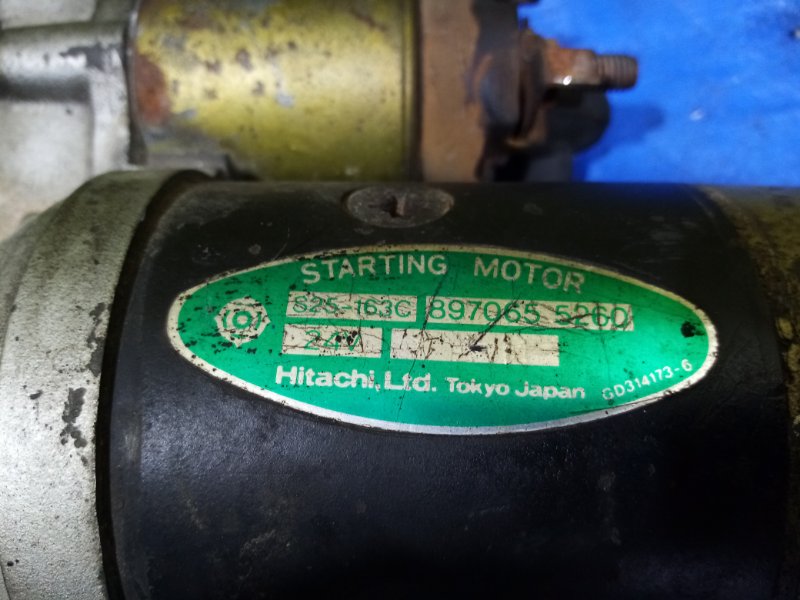 STARTING MOTOR
S25-163C 897065 5260
24V
Hitachi, Ltd. Tokyo Japan GD314173-6